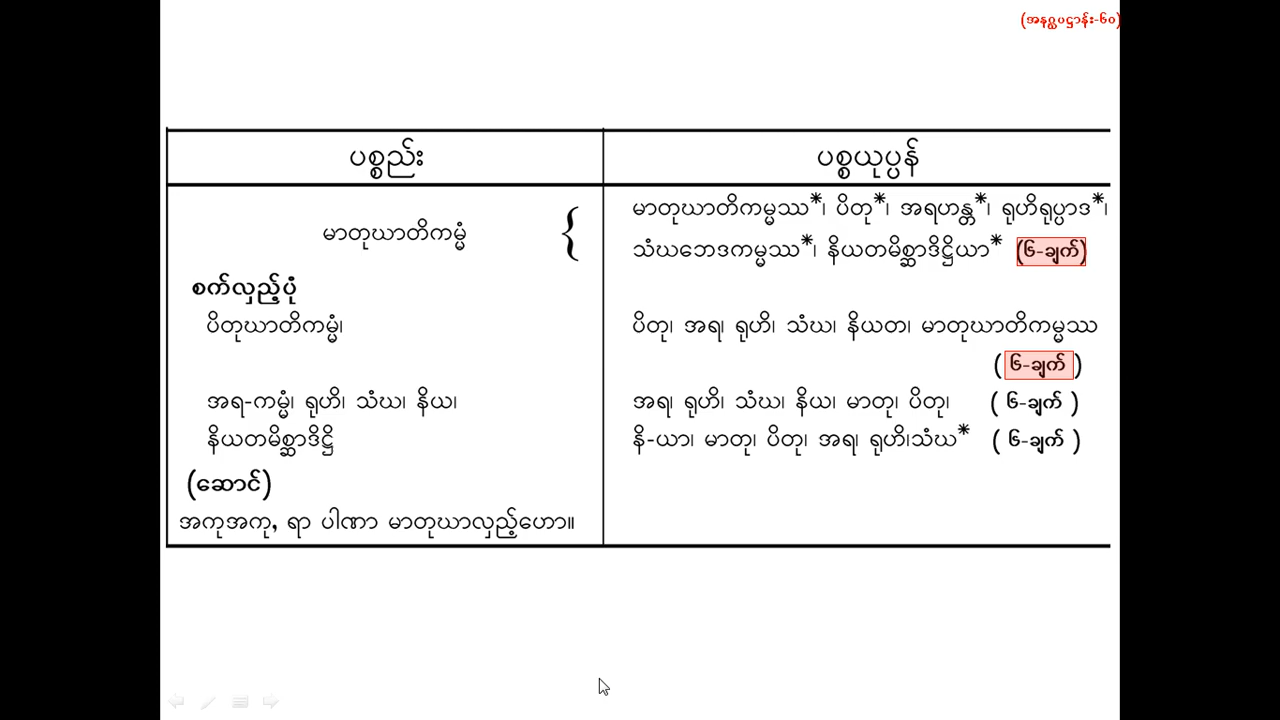 (အနဂ္ဃပဋ္ဌာန်း-၆၀)
ပစ္စည်း ပစ္စယုပ္ပန်
မာတုဃာတိကမ္မဿ*၊ ပိတု*၊ အရဟန္တ*၊ ရုဟိရုပ္ပာဒ*၊
မာတုဃာတိကမ္မံ {
သံဃဘေဒကမ္မဿ*၊ နိယတမိစ္ဆာဒိဋ္ဌိယာ* (၆-ချက်)
စက်လှည့်ပုံ
ပိတုဃာတိကမ္မံ၊ ပိတု၊ အရ၊ ရုဟိ၊ သံဃ၊ နိယတ၊ မာတုဃာတိကမ္မဿ
( ၆-ချက် )
အရ-ကမ္မံ၊ ရုဟိ၊ သံဃ၊ နိယ၊ အရ၊ ရုဟိ၊ သံဃ၊ နိယ၊ မာတု၊ ပိတု၊ ( ၆-ချက် )
နိယတမိစ္ဆာဒိဋ္ဌိ နိ-ယာ၊ မာတု၊ ပိတု၊ အရ၊ ရုဟိ၊သံဃ* ( ၆-ချက် )
(ဆောင်)
အကုအကု, ရာ ပါဏာ မာတုဃာလှည့်ဟော။